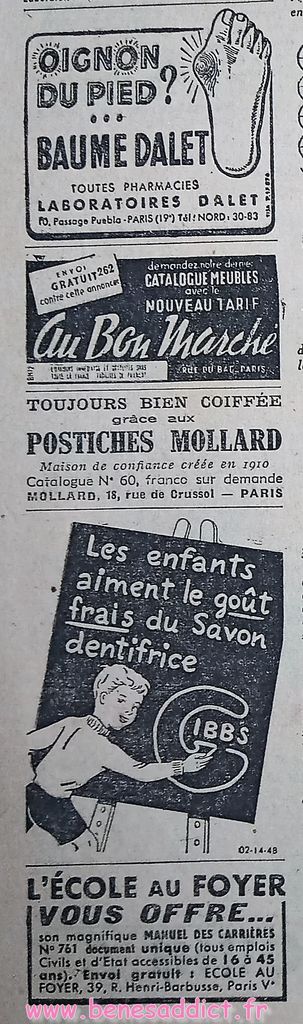 OIGNON
DU PIED ?
...
BAUME DALET
TOUTES PHARMACIES
LABORATOIRES DALET
10, Passage Puebla - PARIS (19e) Tél: NORD: 30-83
ENVOI
GRATUIT 262
contre cette annonce
demandez notre dernier
CATALOGUE MEUBLES
avec le
NOUVEAU TARIF
Au Bon Marché
RUE DU BAC. PARIS
TOUJOURS BIEN COIFFÉE
grâce aux
POSTICHES MOLLARD
Maison de confiance créée en 1910
Catalogue N° 60, franco sur demande
MOLLARD, 18, rue de Crussol — PARIS
Les enfants
aiment le goût
frais du Savon
dentifrice
GIBBS
02-14-48
L'ÉCOLE AU FOYER
VOUS OFFRE...
son magnifique MANUEL DES CARRIÈRES
N° 761 document unique (tous emplois
Civils et d'Etat accessibles de 16 à 45
ans). Envoi gratuit : ECOLE AU
FOYER, 39, R. Henri-Barbusse, Paris Ve
www.benesaddict.fr